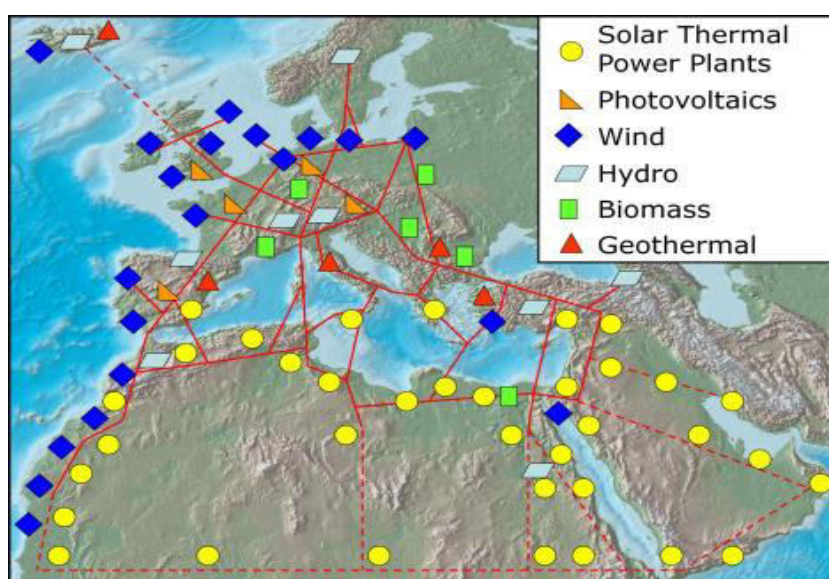 Solar Thermal
Power Plants
Photovoltaics
Wind
Hydro
Biomass
Geothermal